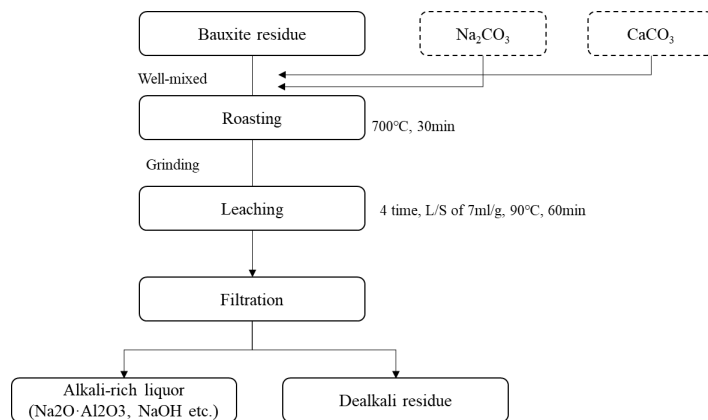 Bauxite residue
Na₂CO₃
CaCO₃
Well-mixed
Roasting
700℃, 30min
Grinding
Leaching
4 time, L/S of 7ml/g, 90℃, 60min
Filtration
Alkali-rich liquor
(Na2O·Al2O3, NaOH etc.)
Dealkali residue